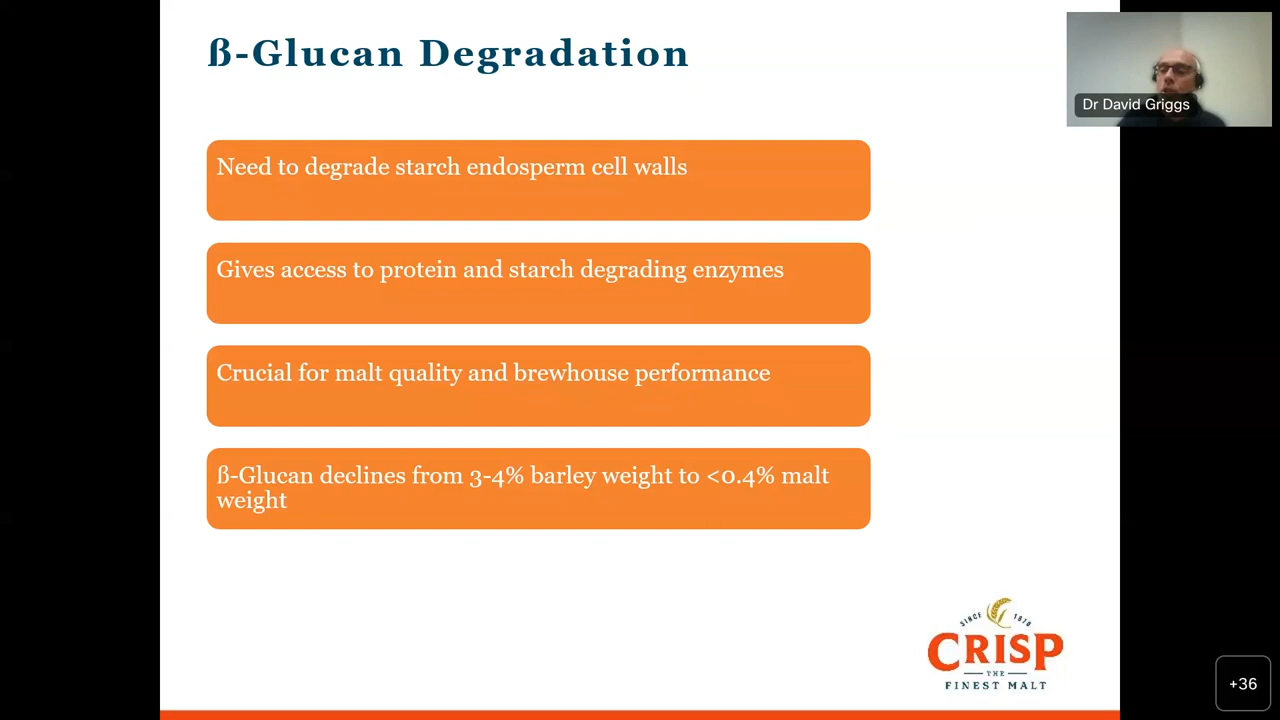 ß-Glucan Degradation
Dr David Griggs
Need to degrade starch endosperm cell walls
Gives access to protein and starch degrading enzymes
Crucial for malt quality and brewhouse performance
ß-Glucan declines from 3-4% barley weight to <0.4% malt
weight
SINCE 1870
CRISP
THE
FINEST MALT
+36